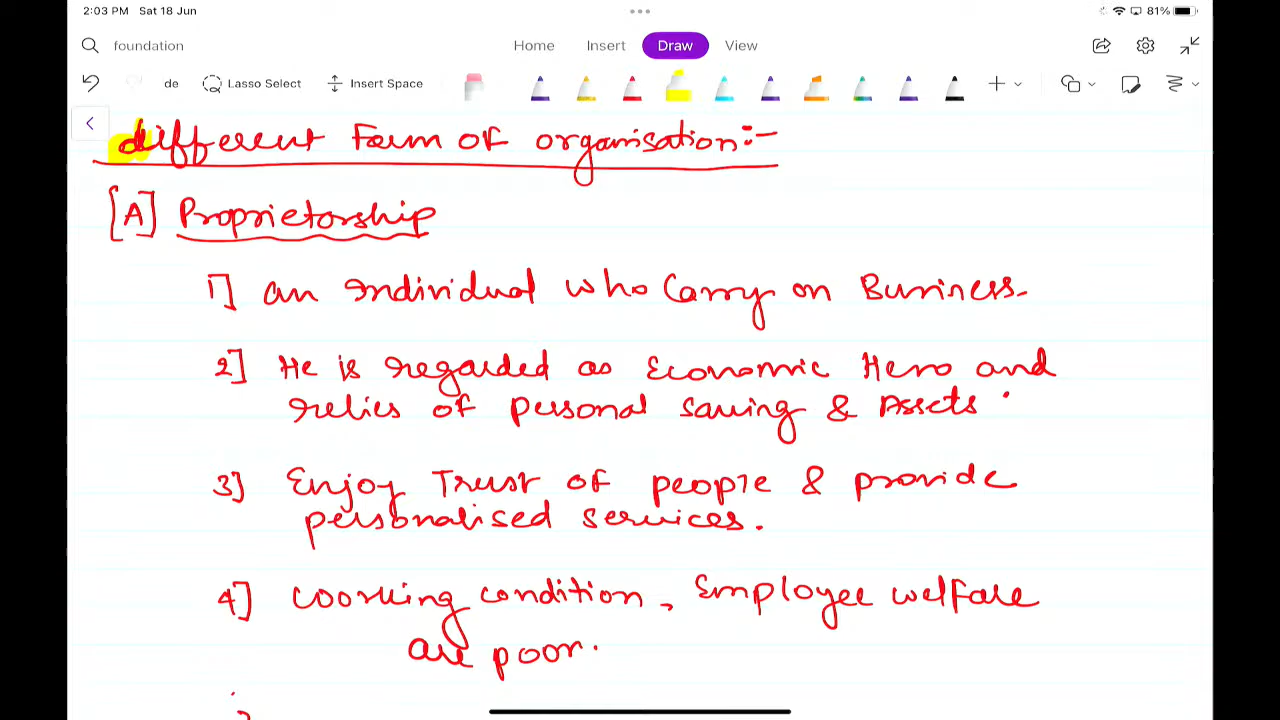 2:03 PM Sat 18 Jun
81%
foundation
Home Insert Draw View
de Lasso Select Insert Space
different Form of organisation:-
[A] Proprietorship
1] an individual who Carry on Business.
2] He is regarded as Economic Hero and
relies of personal saving & Assets.
3] Enjoy Trust of people & provide
personalised services.
4] woorking condition, Employee welfare
are poor.